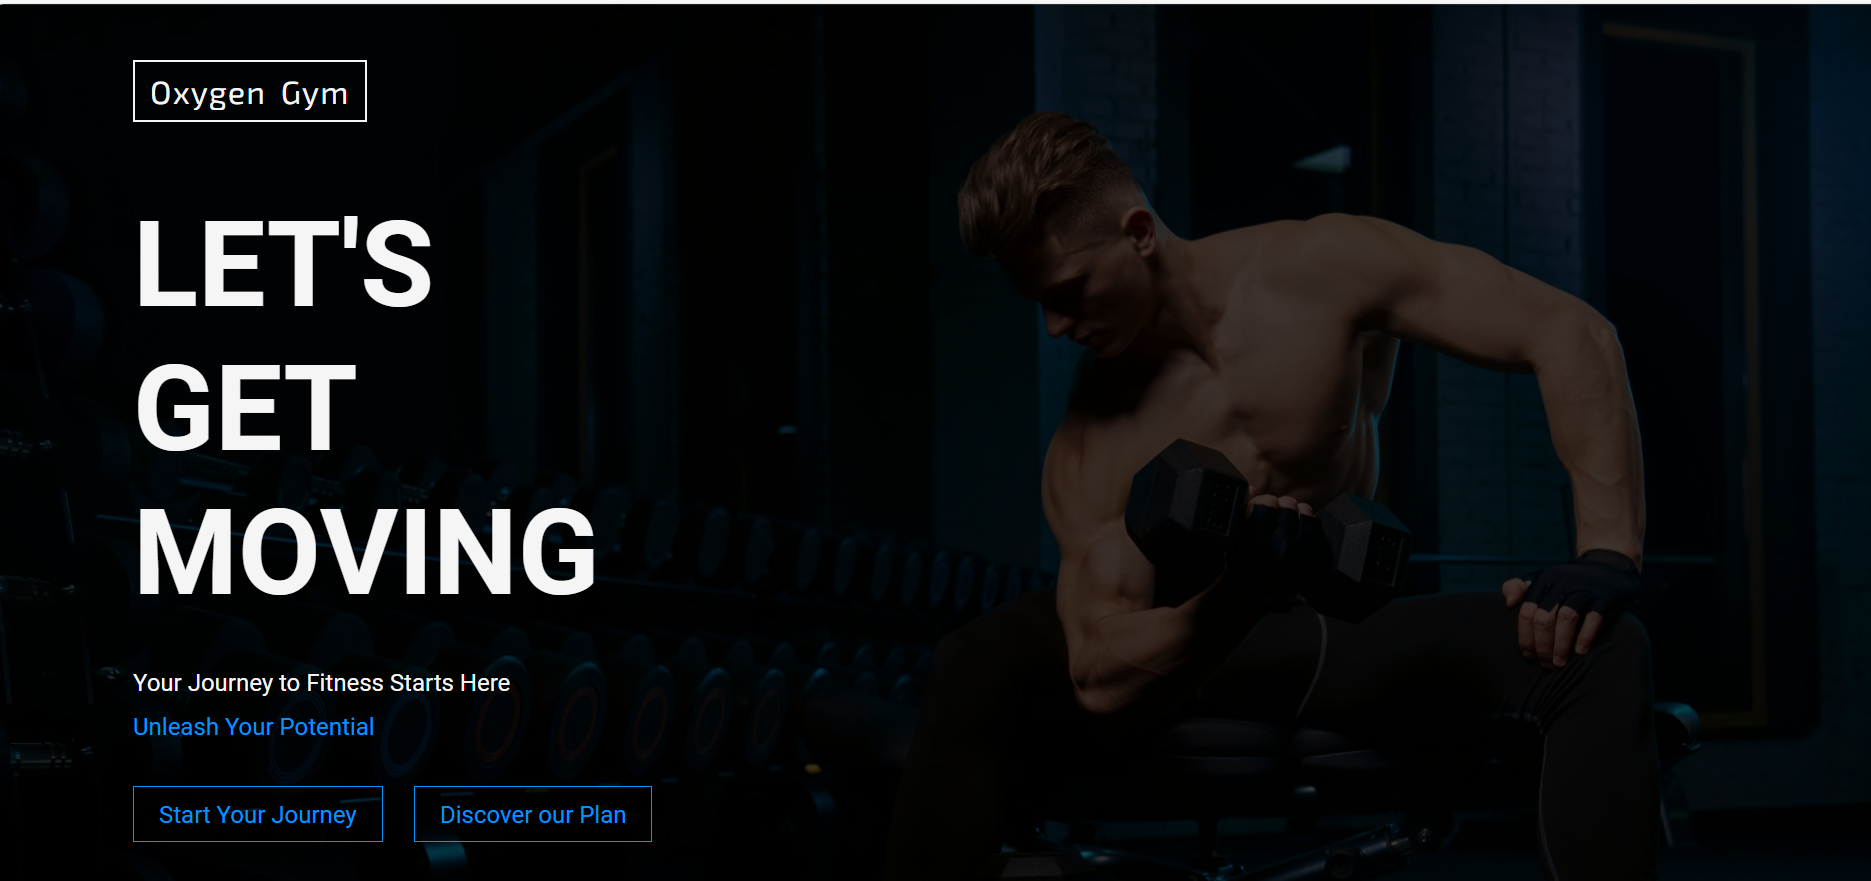 Oxygen Gym
LET'S
GET
MOVING
Your Journey to Fitness Starts Here
Unleash Your Potential
Start Your Journey
Discover our Plan